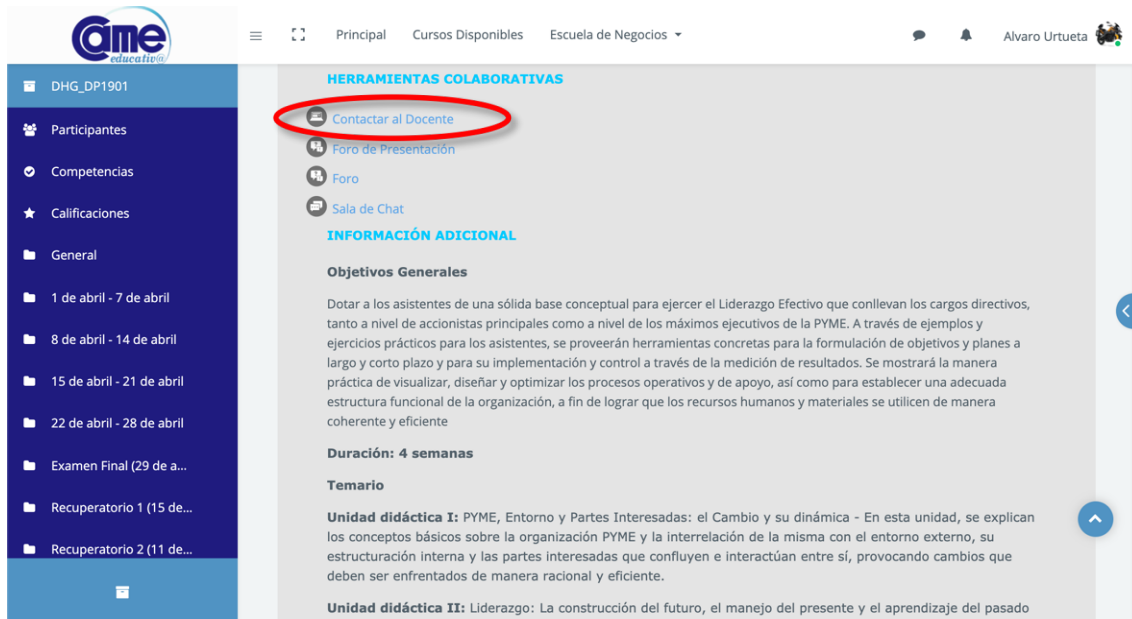 Came
educativ@
Principal Cursos Disponibles Escuela de Negocios
Alvaro Urtueta
DHG_DP1901
Participantes
Competencias
Calificaciones
General
1 de abril - 7 de abril
8 de abril - 14 de abril
15 de abril - 21 de abril
22 de abril - 28 de abril
Examen Final (29 de a...
Recuperatorio 1 (15 de...
Recuperatorio 2 (11 de...
HERRAMIENTAS COLABORATIVAS
Contactar al Docente
Foro de Presentación
Foro
Sala de Chat
INFORMACIÓN ADICIONAL
Objetivos Generales
Dotar a los asistentes de una sólida base conceptual para ejercer el Liderazgo Efectivo que conllevan los cargos directivos,
tanto a nivel de accionistas principales como a nivel de los máximos ejecutivos de la PYME. A través de ejemplos y
ejercicios prácticos para los asistentes, se proveerán herramientas concretas para la formulación de objetivos y planes a
largo y corto plazo y para su implementación y control a través de la medición de resultados. Se mostrará la manera
práctica de visualizar, diseñar y optimizar los procesos operativos y de apoyo, así como para establecer una adecuada
estructura funcional de la organización, a fin de lograr que los recursos humanos y materiales se utilicen de manera
coherente y eficiente
Duración: 4 semanas
Temario
Unidad didáctica I: PYME, Entorno y Partes Interesadas: el Cambio y su dinámica - En esta unidad, se explican
los conceptos básicos sobre la organización PYME y la interrelación de la misma con el entorno externo, su
estructuración interna y las partes interesadas que confluyen e interactúan entre sí, provocando cambios que
deben ser enfrentados de manera racional y eficiente.
Unidad didáctica II: Liderazgo: La construcción del futuro, el manejo del presente y el aprendizaje del pasado